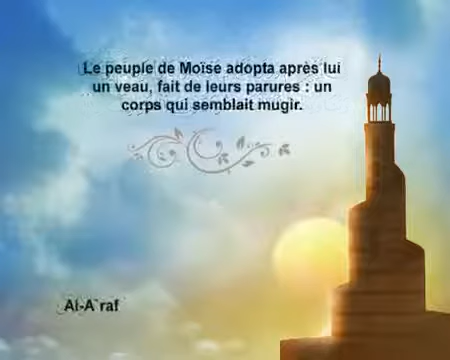 Le peuple de Moïse adopta après lui
un veau, fait de leurs parures : un
corps qui semblait mugir.
Al-A`raf